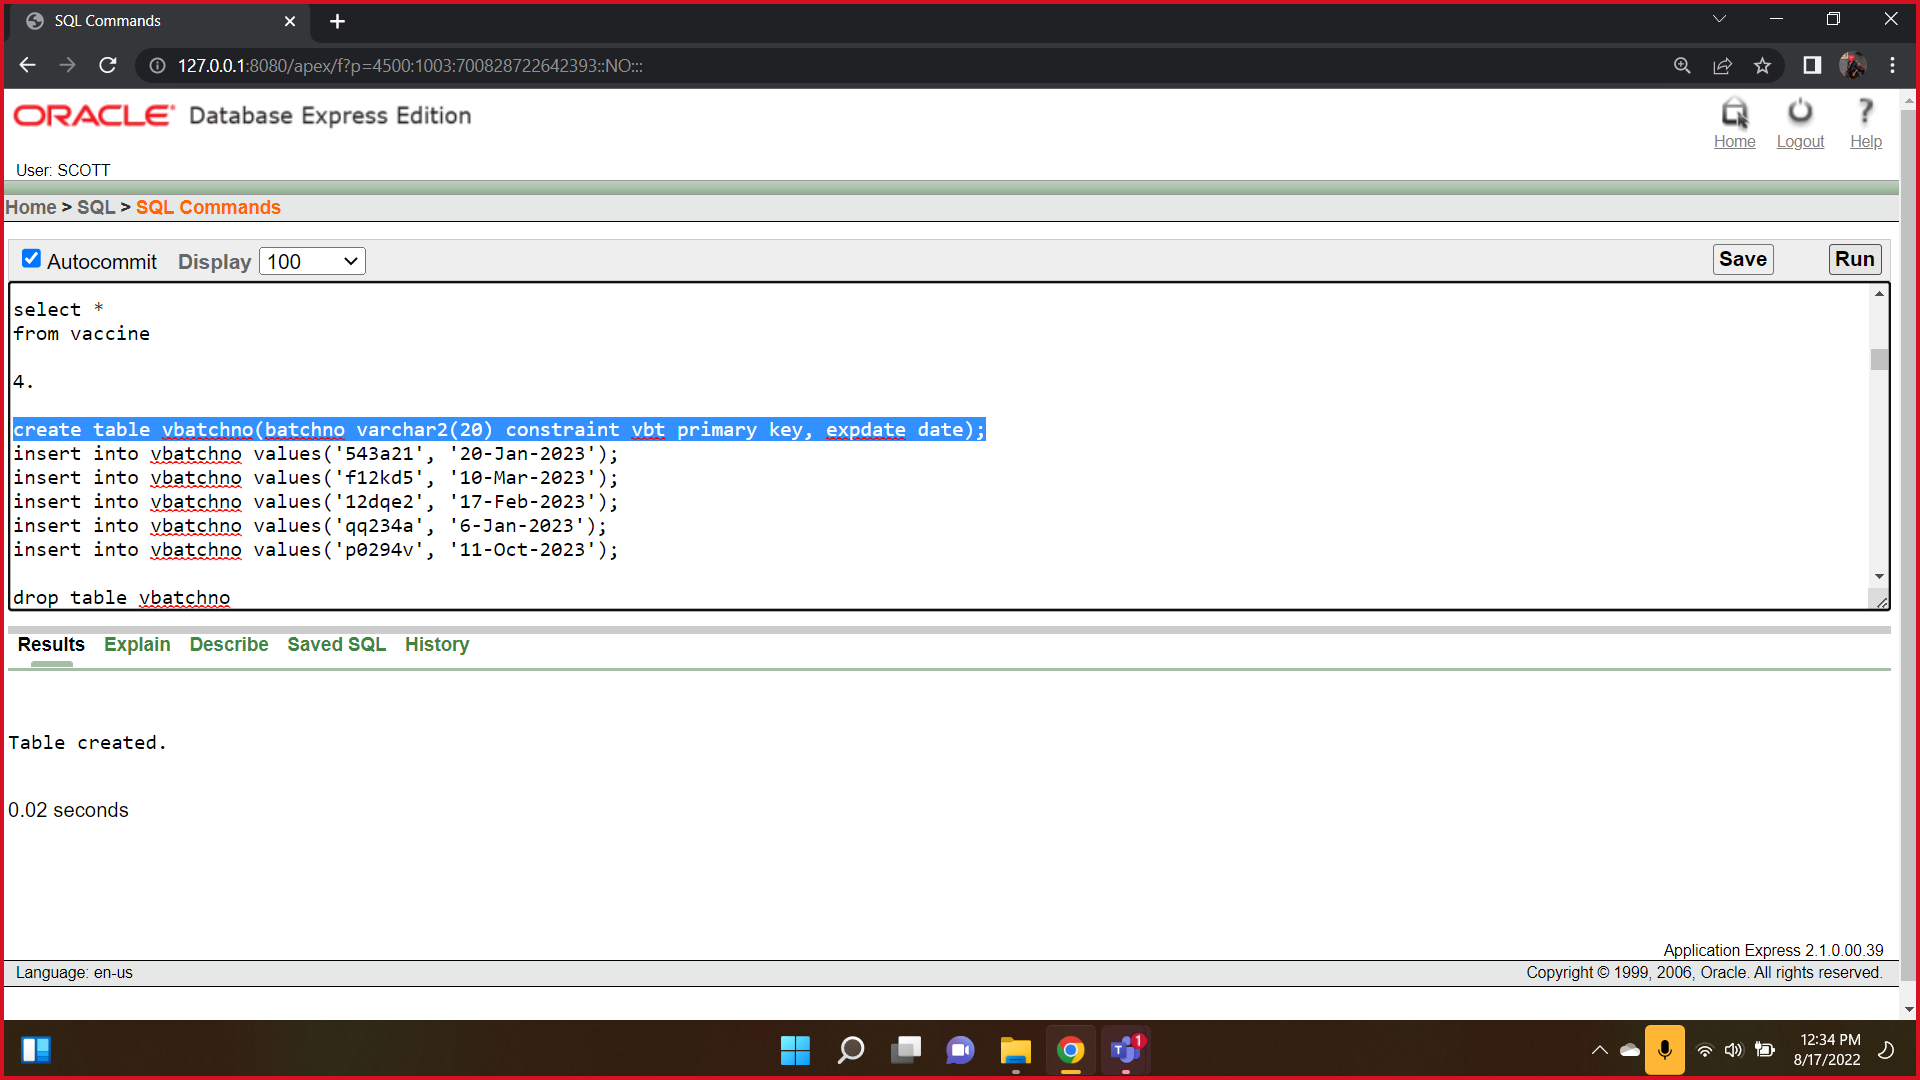 SQL Commands
127.0.0.1:8080/apex/f?p=4500:1003:700828722642393::NO:::
ORACLE Database Express Edition
Home Logout Help
User: SCOTT
Home > SQL > SQL Commands
Autocommit Display 100 Save Run
select *
from vaccine
4.
create table vbatchno(batchno varchar2(20) constraint vbt primary key, expdate date);
insert into vbatchno values('543a21', '20-Jan-2023');
insert into vbatchno values('f12kd5', '10-Mar-2023');
insert into vbatchno values('12dqe2', '17-Feb-2023');
insert into vbatchno values('qq234a', '6-Jan-2023');
insert into vbatchno values('p0294v', '11-Oct-2023');
drop table vbatchno
Results Explain Describe Saved SQL History
Table created.
0.02 seconds
Application Express 2.1.0.00.39
Language: en-us Copyright © 1999, 2006, Oracle. All rights reserved.
1
12:34 PM
8/17/2022